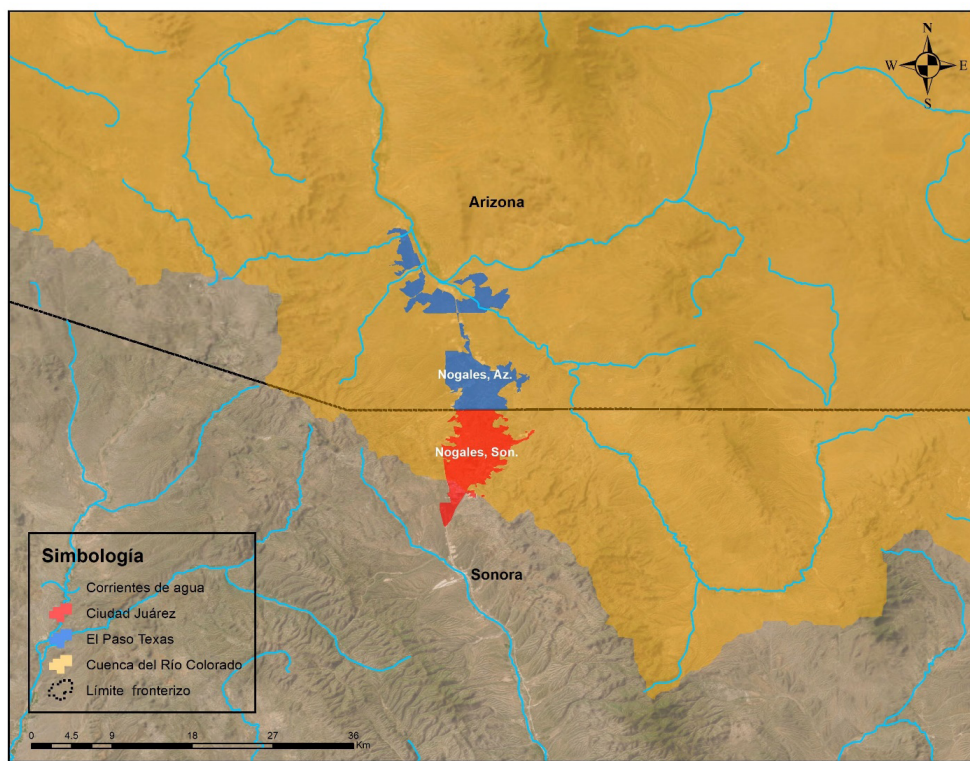 N
W E
S
Arizona
Nogales, Az.
Nogales, Son.
Sonora
Simbología
Corrientes de agua
Ciudad Juárez
El Paso Texas
Cuenca del Río Colorado
Límite fronterizo
0 4.5 9 18 27 36
Km